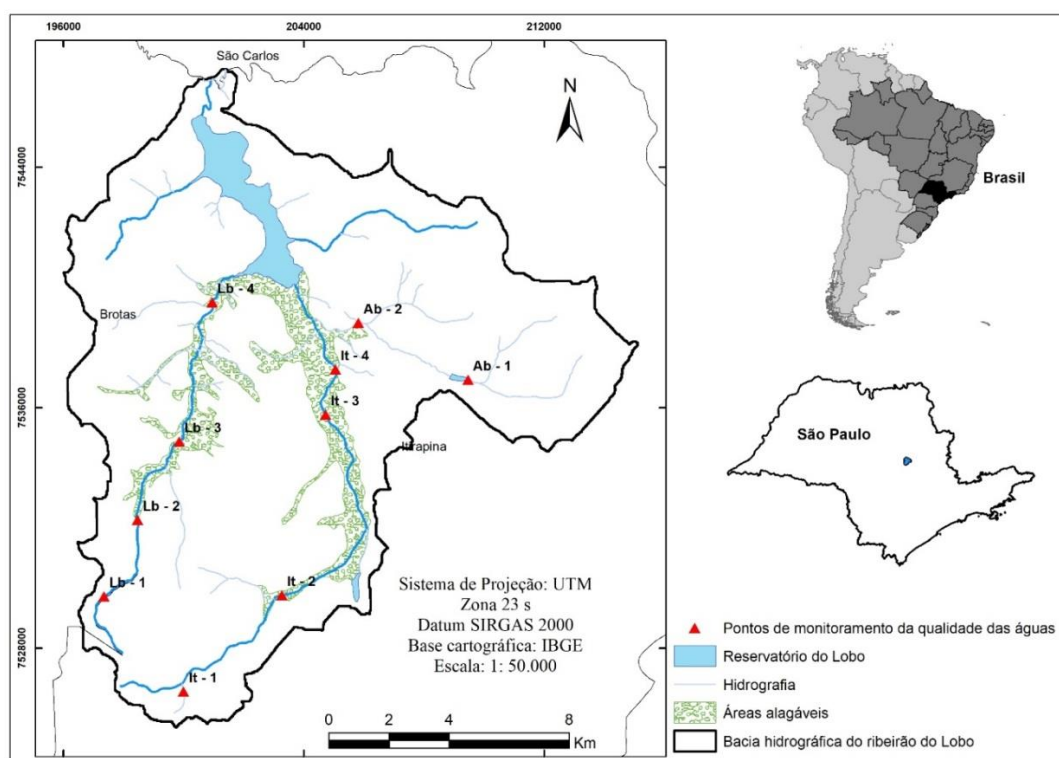 196000
204000
212000
7544000
7536000
7528000
São Carlos
N
Brotas
Lb - 4
Ab - 2
It - 4
Ab - 1
It - 3
Itirapina
Lb - 3
Lb - 2
Lb - 1
It - 2
It - 1
Sistema de Projeção: UTM
Zona 23 s
Datum SIRGAS 2000
Base cartográfica: IBGE
Escala: 1: 50.000
0 2 4 8
Km
Brasil
São Paulo
Pontos de monitoramento da qualidade das águas
Reservatório do Lobo
Hidrografia
Áreas alagáveis
Bacia hidrográfica do ribeirão do Lobo